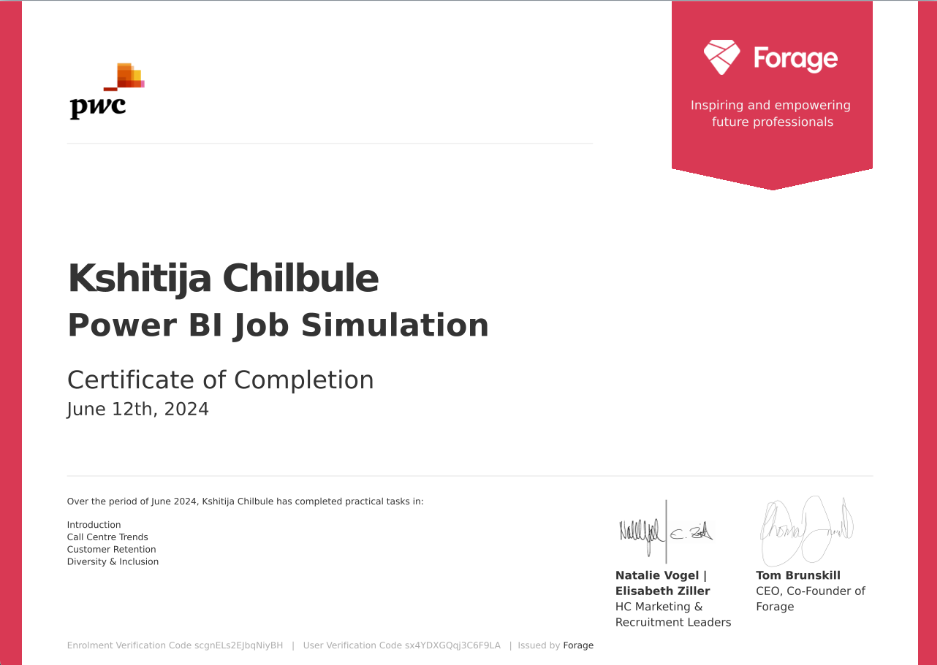 pwc
Forage
Inspiring and empowering
future professionals
Kshitija Chilbule
Power BI Job Simulation
Certificate of Completion
June 12th, 2024
Over the period of June 2024, Kshitija Chilbule has completed practical tasks in:
Introduction
Call Centre Trends
Customer Retention
Diversity & Inclusion
Natalie Vogel |
Elisabeth Ziller
HC Marketing &
Recruitment Leaders
Tom Brunskill
CEO, Co-Founder of
Forage
Enrolment Verification Code scgnELs2EJbqNiyBH | User Verification Code sx4YDXGQqj3C6F9LA | Issued by Forage